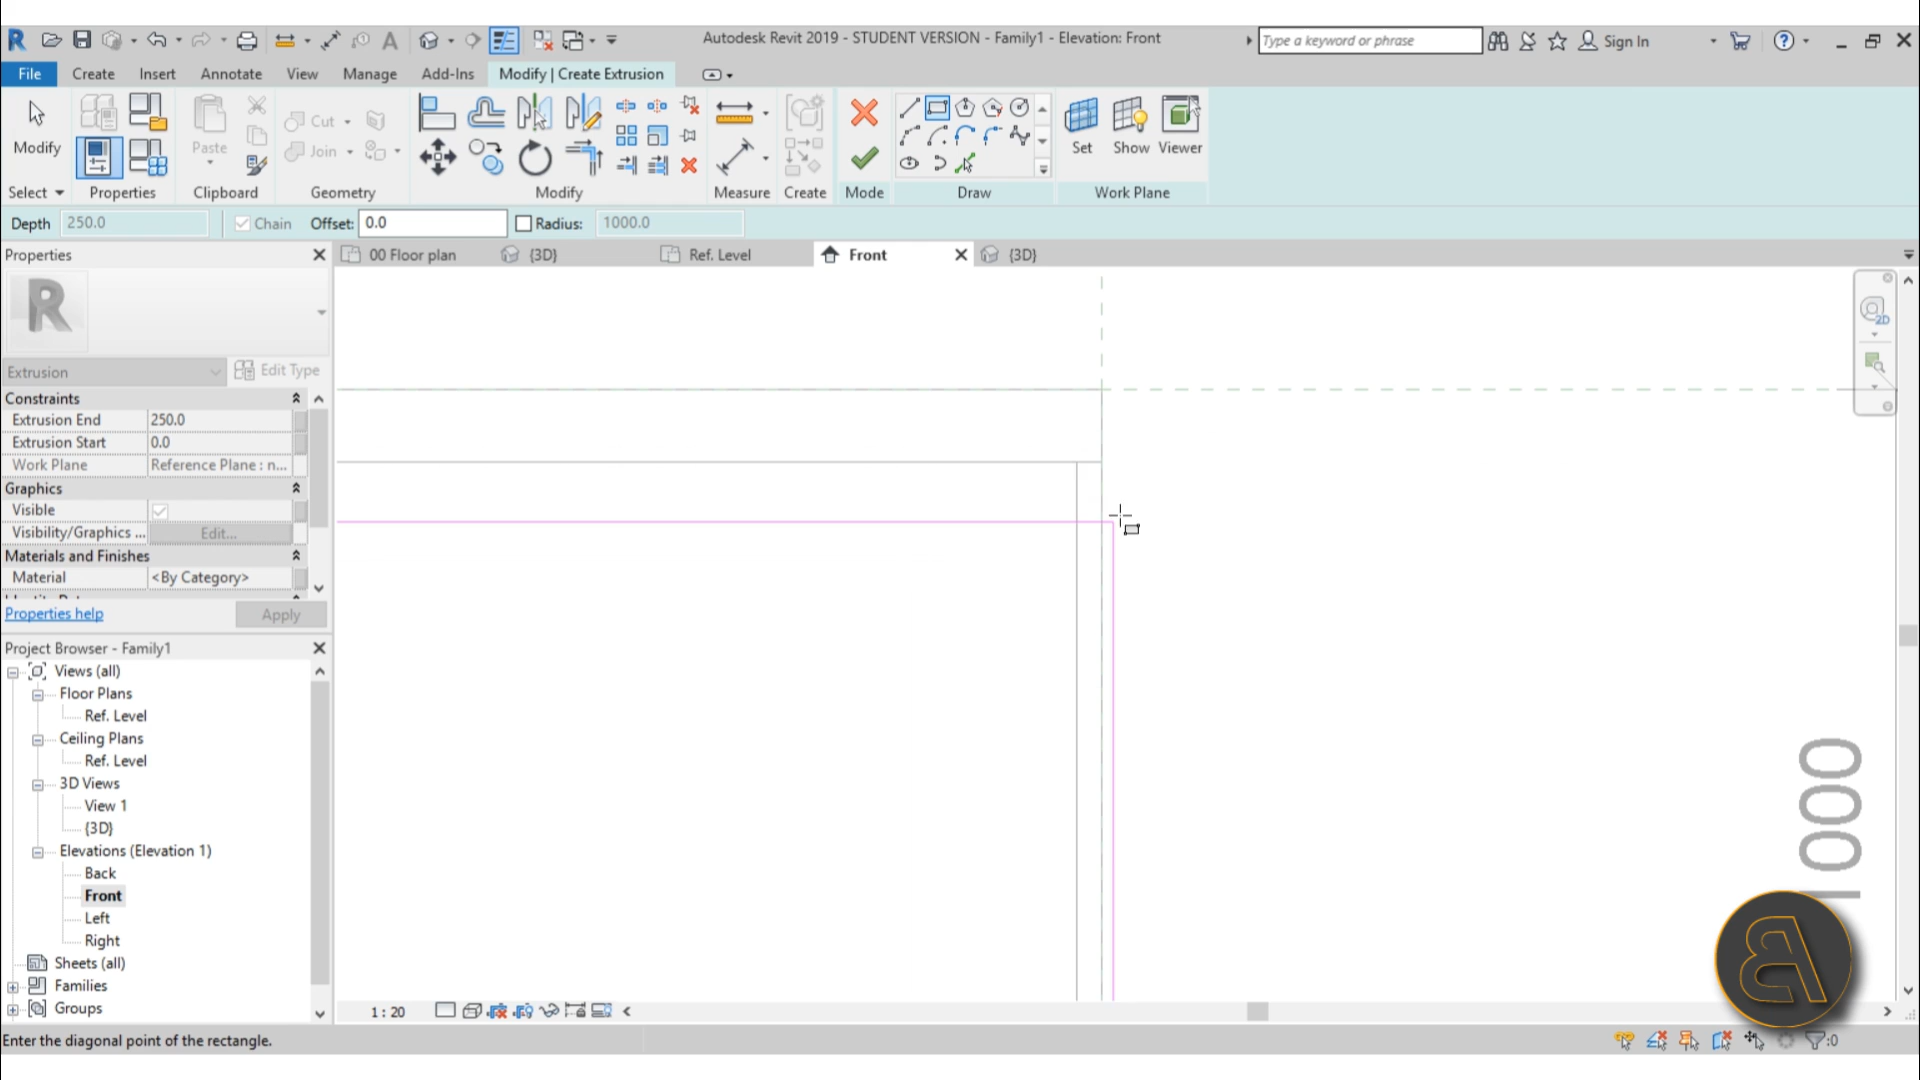 Autodesk Revit 2019 - STUDENT VERSION - Family1 - Elevation: Front
Type a keyword or phrase
Sign In
File Create Insert Annotate View Manage Add-Ins Modify | Create Extrusion
Modify
Cut
Join
Paste
Set Show Viewer
Select Properties Clipboard Geometry Modify Measure Create Mode Draw Work Plane
Depth 250.0 Chain Offset: 0.0 Radius: 1000.0
Properties
00 Floor plan {3D} Ref. Level Front {3D}
2D
R
Extrusion Edit Type
Constraints
Extrusion End 250.0
Extrusion Start 0.0
Work Plane Reference Plane : n...
Graphics
Visible
Visibility/Graphics ... Edit...
Materials and Finishes
Material <By Category>
Properties help Apply
Project Browser - Family1
Views (all)
Floor Plans
Ref. Level
Ceiling Plans
Ref. Level
3D Views
View 1
{3D}
Elevations (Elevation 1)
Back
Front
Left
Right
Sheets (all)
Families
Groups
1 : 20
Enter the diagonal point of the rectangle.
:0